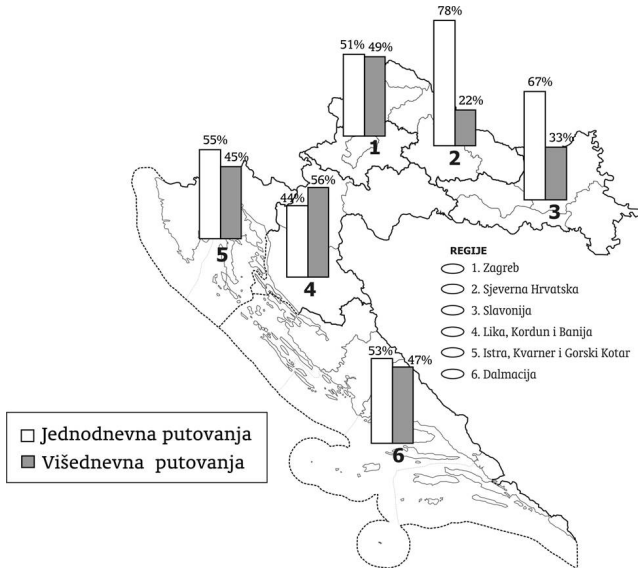 78%
22%
2
51%
49%
1
67%
33%
3
55%
45%
5
44%
56%
4
REGIJE
1. Zagreb
2. Sjeverna Hrvatska
3. Slavonija
4. Lika, Kordun i Banija
5. Istra, Kvarner i Gorski Kotar
6. Dalmacija
53%
47%
6
Jednodnevna putovanja
Višednevna putovanja